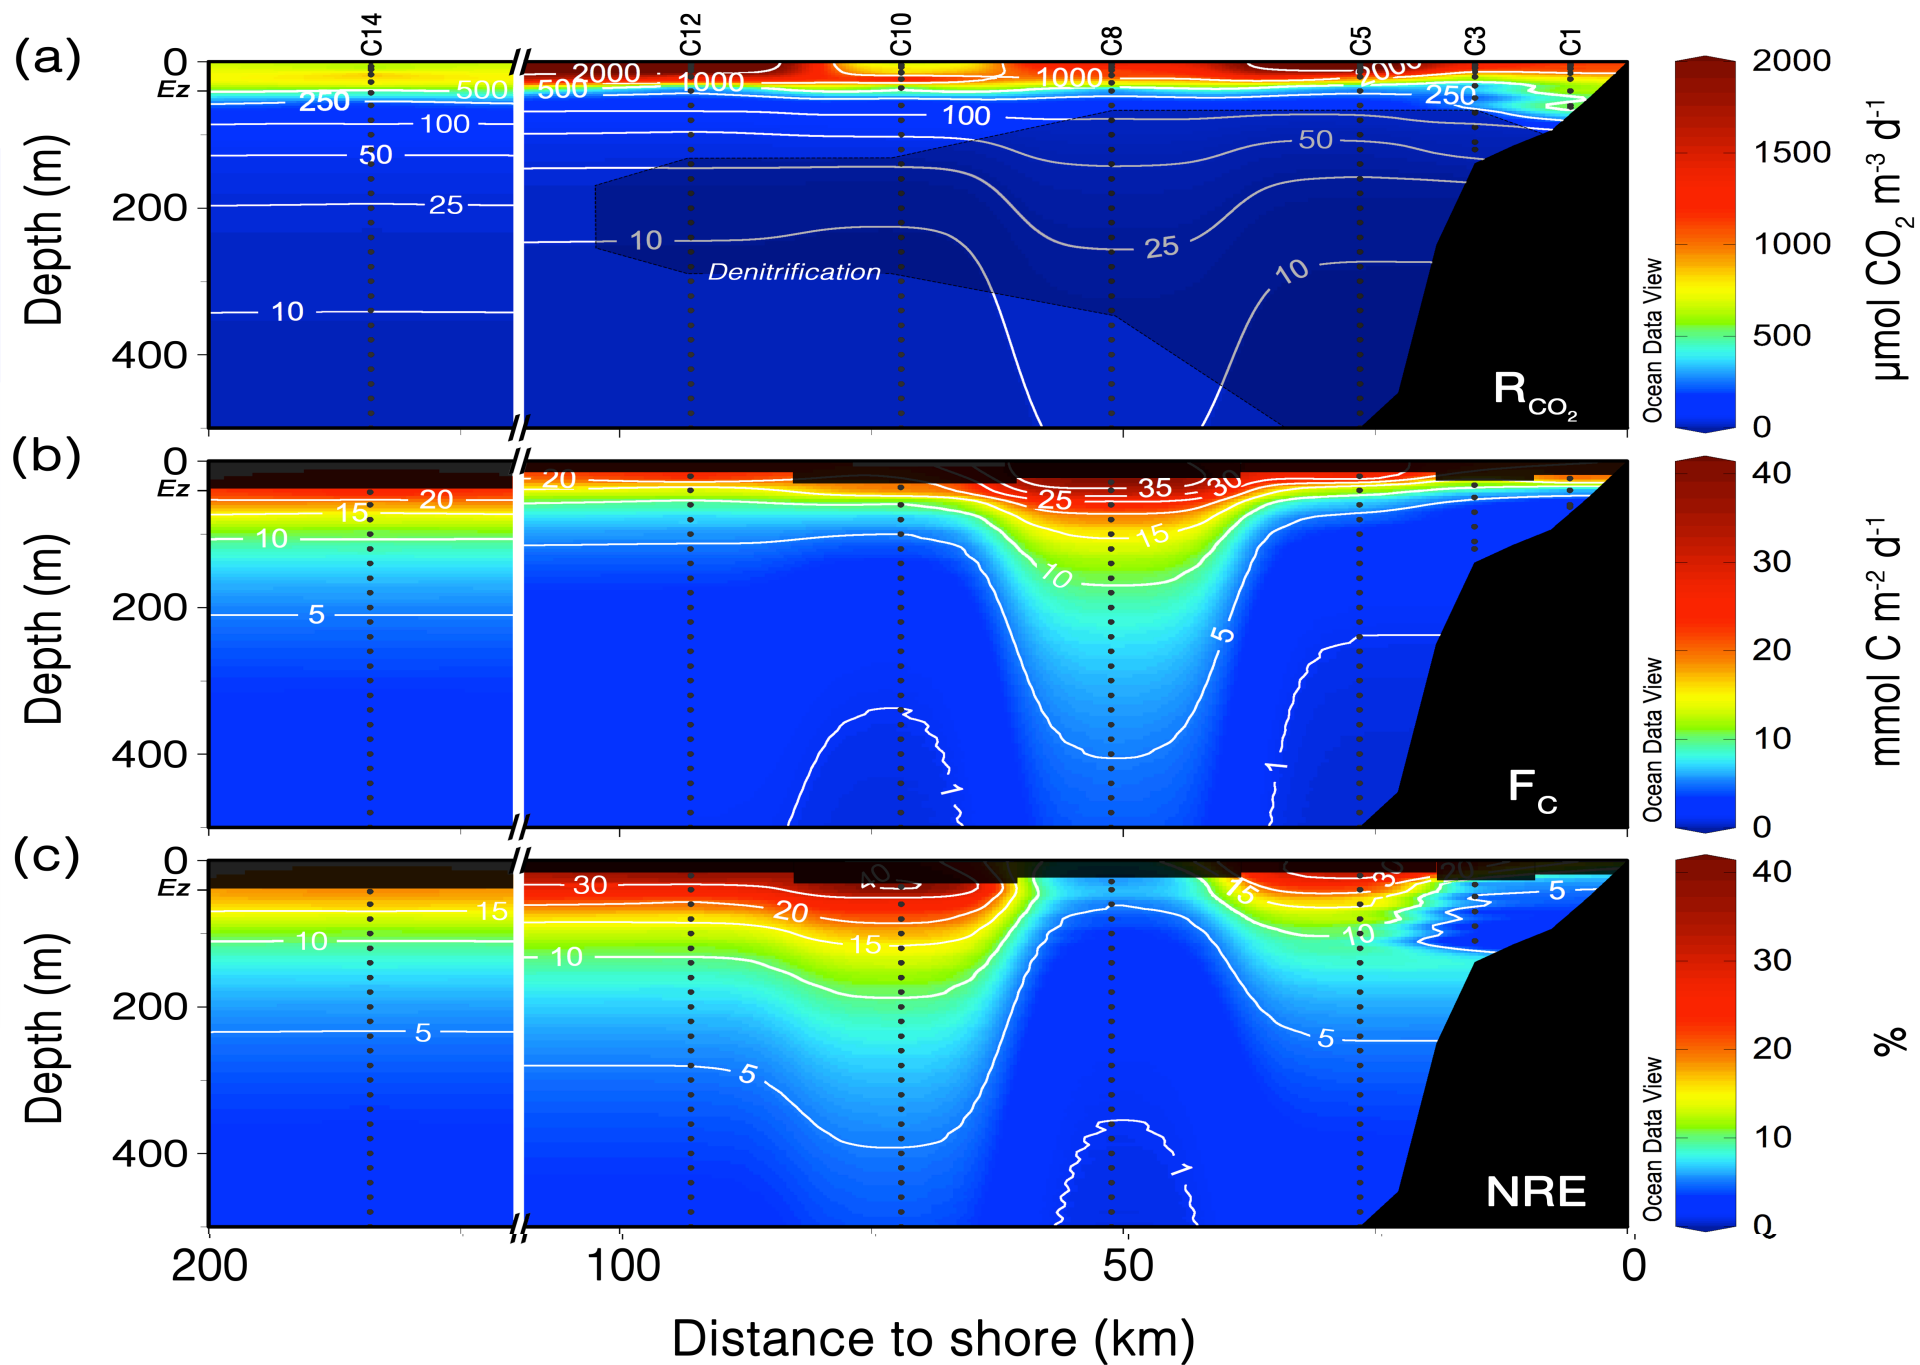 C14 C12 C10 C8 C5 C3 C1
(a)
0
Ez
200
400
Depth (m)
500 2000 500 1000 1000 2000
250 250
100 100
50 50
25 25
10 10 10
Denitrification
R CO2
Ocean Data View
2000
1500
1000
500
0
µmol CO2 m-3 d-1
(b)
0
Ez
200
400
Depth (m)
20 20 25 35 30
15 15
10 10
5 5
1 1
F C
Ocean Data View
40
30
20
10
0
mmol C m-2 d-1
(c)
0
Ez
200
400
Depth (m)
30 40 30 20
15 20 15 5
10 15 10
10
5 5 5
1
NRE
Ocean Data View
40
30
20
10
0
%
200 100 50 0
Distance to shore (km)